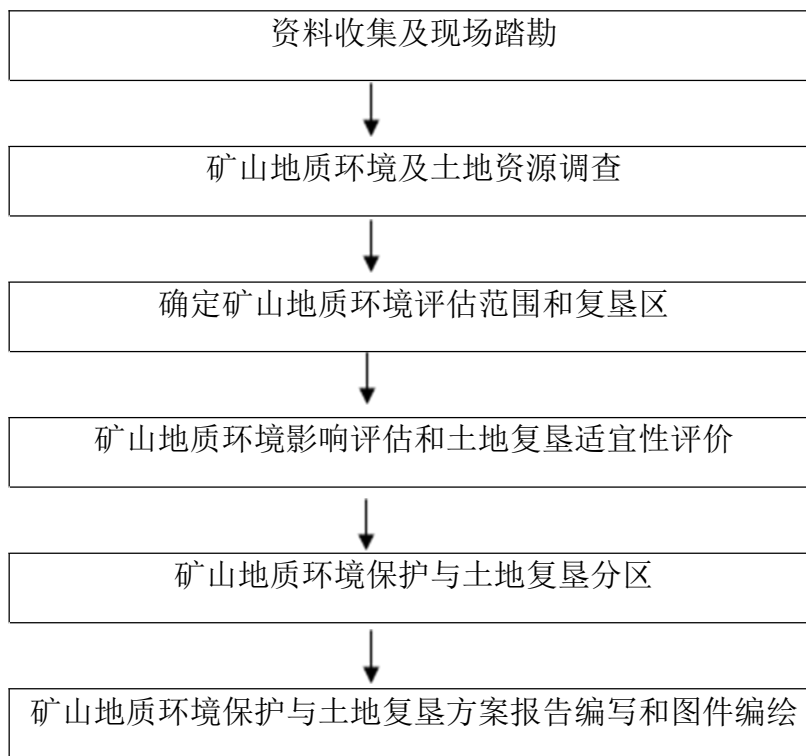 资料收集及现场踏勘
矿山地质环境及土地资源调查
确定矿山地质环境评估范围和复垦区
矿山地质环境影响评估和土地复垦适宜性评价
矿山地质环境保护与土地复垦分区
矿山地质环境保护与土地复垦方案报告编写和图件编绘